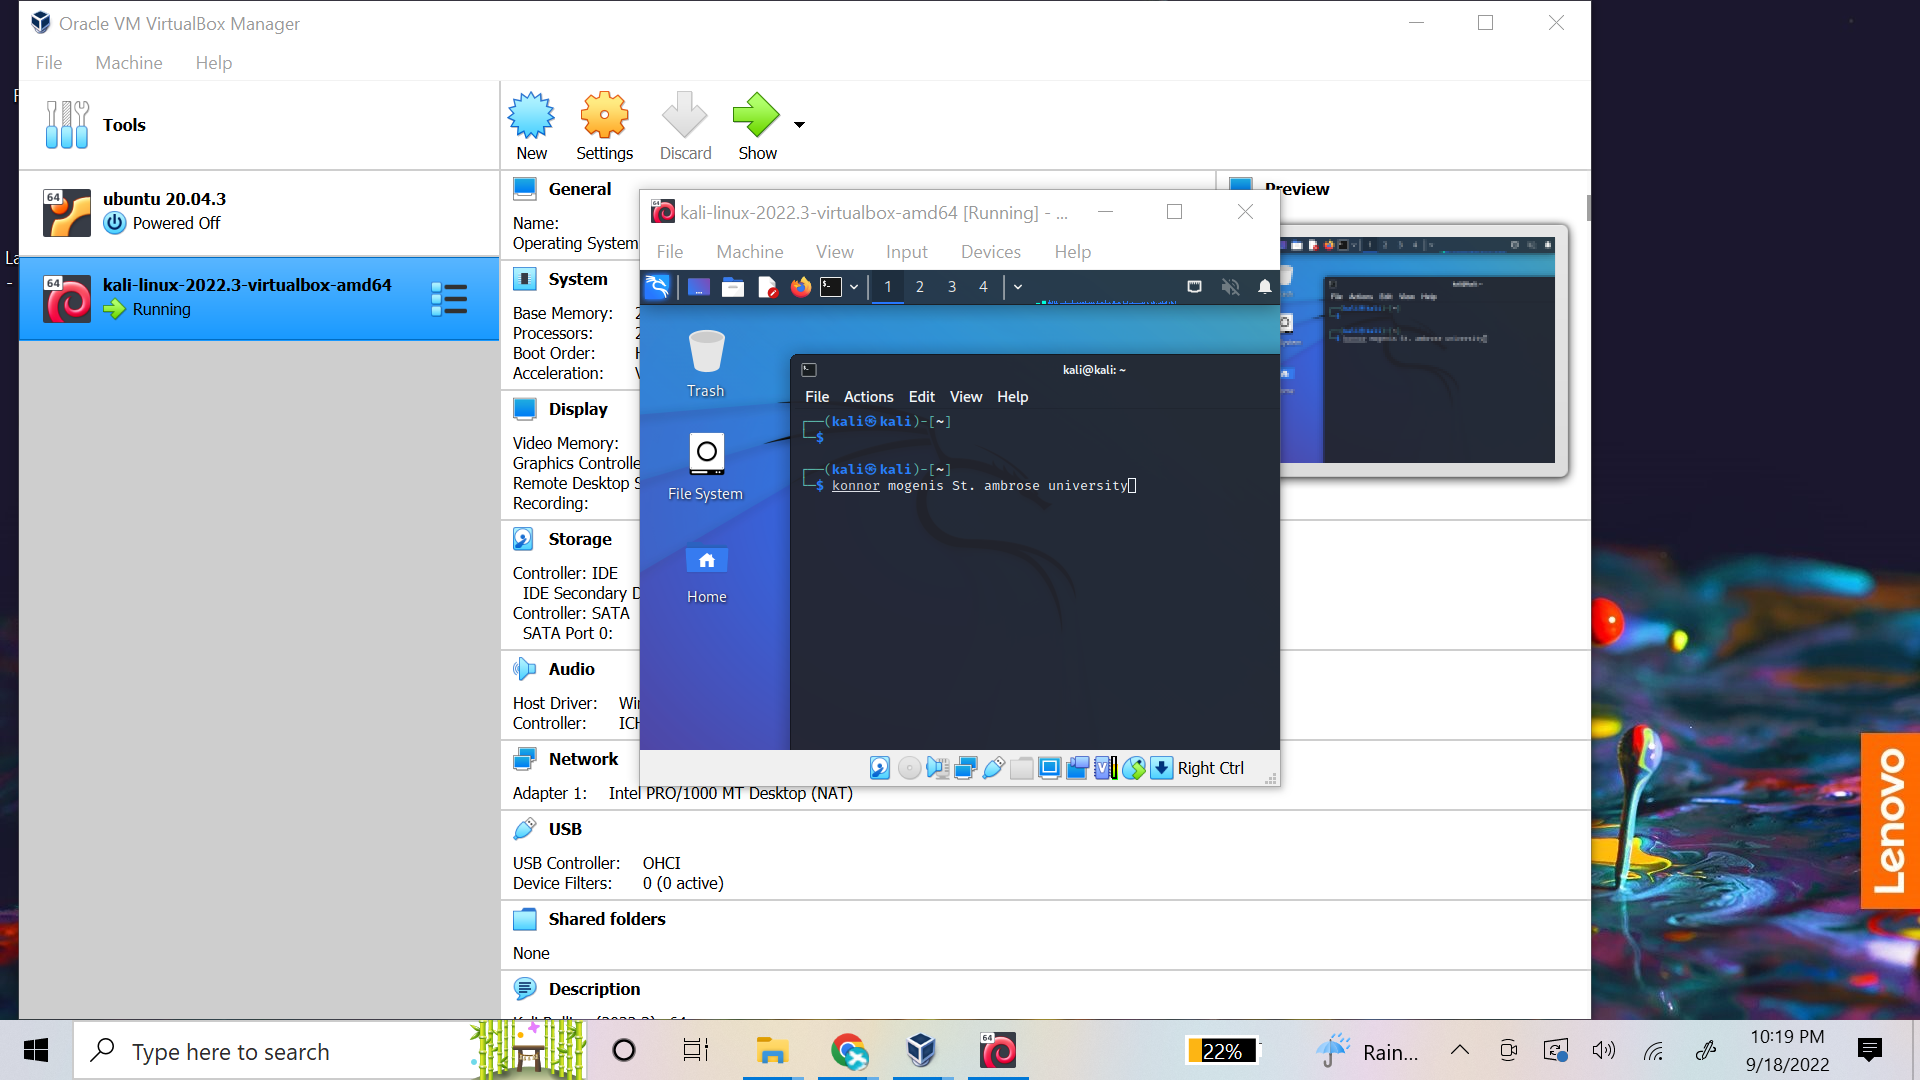 Oracle VM VirtualBox Manager
File Machine Help
Tools
New Settings Discard Show
ubuntu 20.04.3
Powered Off
kali-linux-2022.3-virtualbox-amd64
Running
General
Name:
Operating System
System
Base Memory: 2
Processors: 2
Boot Order:
Acceleration:
Display
Video Memory:
Graphics Controlle
Remote Desktop S
Recording:
Storage
Controller: IDE
IDE Secondary D
Controller: SATA
SATA Port 0:
Audio
Host Driver: Wi
Controller: ICH
Network
Adapter 1: Intel PRO/1000 MT Desktop (NAT)
USB
USB Controller: OHCI
Device Filters: 0 (0 active)
Shared folders
None
Description
Preview
kali-linux-2022.3-virtualbox-amd64 [Running] - ...
File Machine View Input Devices Help
1 2 3 4
Trash
File System
Home
kali@kali: ~
File Actions Edit View Help
┌──(kali㉿kali)-[~]
└─$
┌──(kali㉿kali)-[~]
└─$ konnor mogenis St. ambrose university
Right Ctrl
Lenovo
Type here to search
22%
Rain...
10:19 PM
9/18/2022